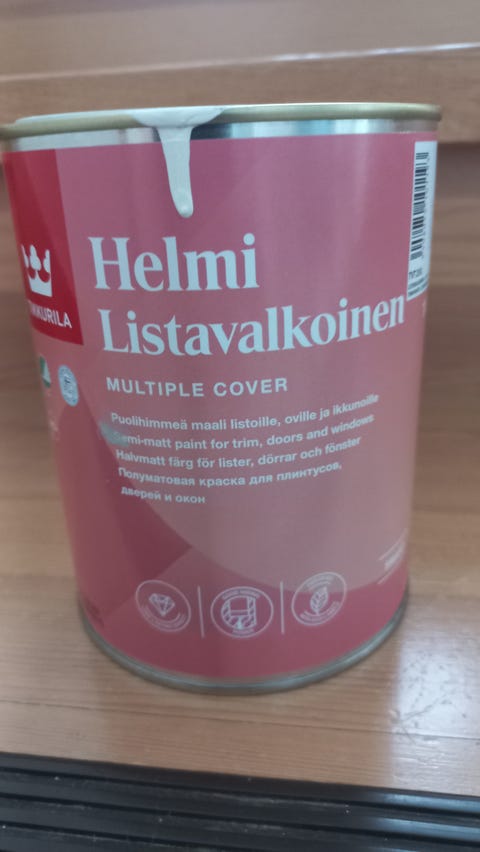 TIKKURILA
Helmi
Listavalkoinen
MULTIPLE COVER
Puolihimmeä maali listoille, oville ja ikkunoille
Semi-matt paint for trim, doors and windows
Halvmatt färg för lister, dörrar och fönster
Полуматовая краска для плинтусов,
дверей и окон